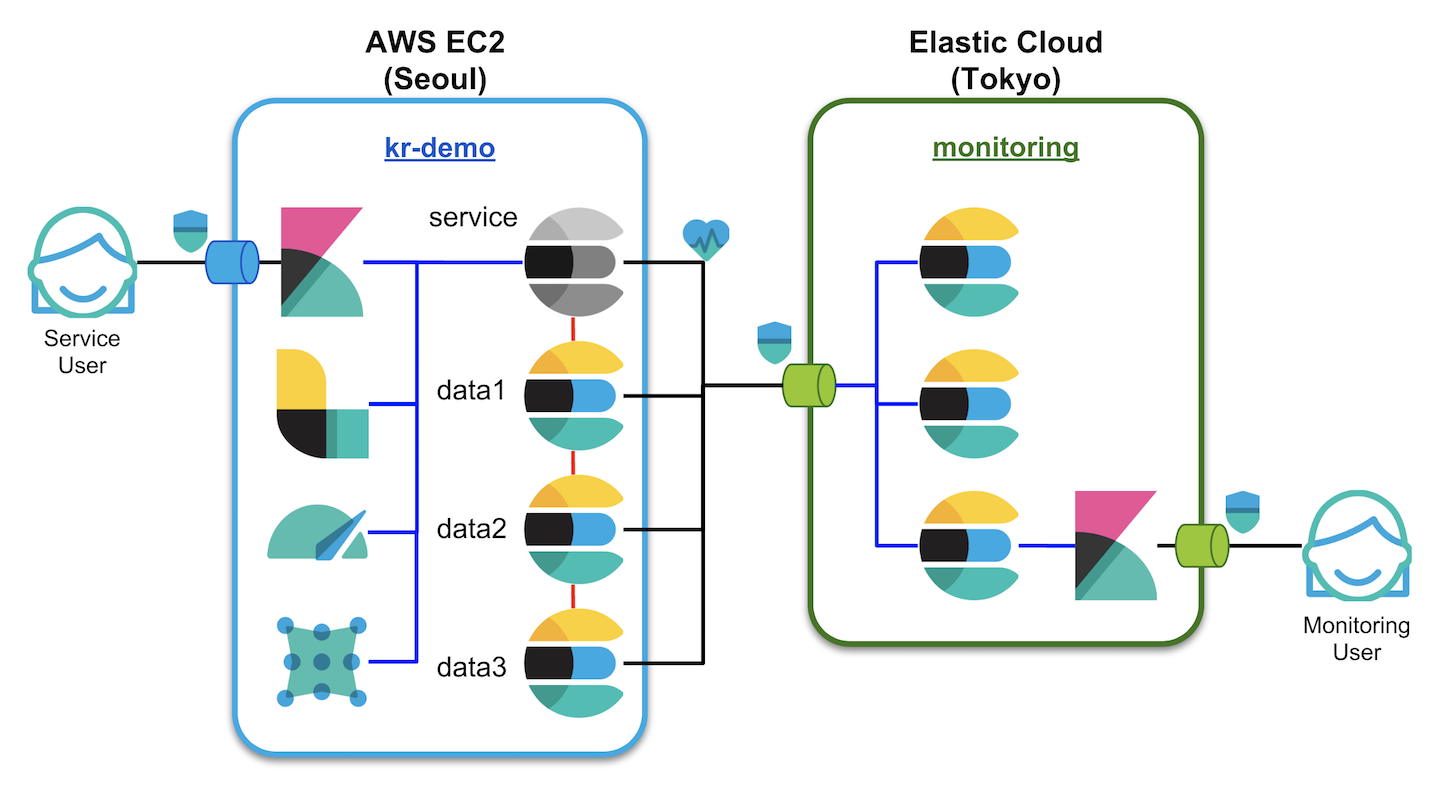 AWS EC2
(Seoul)
Elastic Cloud
(Tokyo)
kr-demo
monitoring
service
Service
User
data1
data2
data3
Monitoring
User